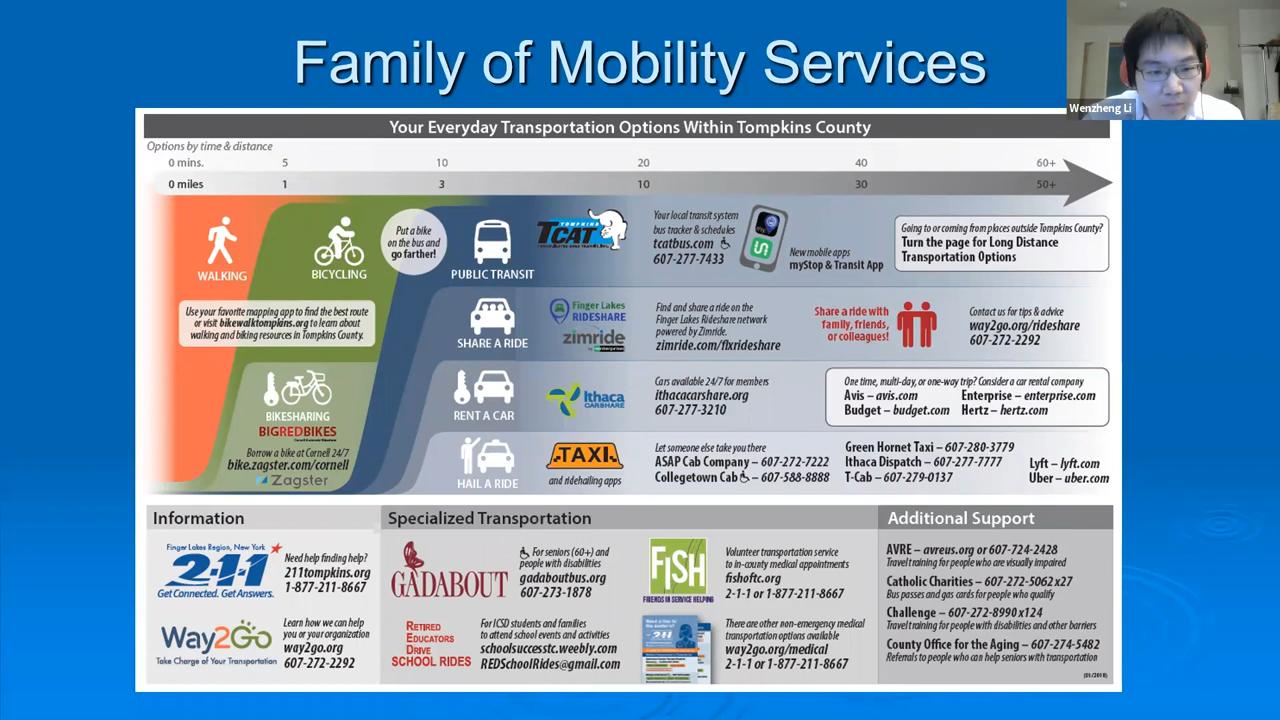 Family of Mobility Services
Wenzheng Li
Your Everyday Transportation Options Within Tompkins County
Options by time & distance
0 mins. 5 10 20 40 60+
0 miles 1 3 10 30 50+
WALKING
BICYCLING
Put a bike
on the bus and
go farther!
PUBLIC TRANSIT
TOMPKINS
TCAT
Your local transit system
bus tracker & schedules
tcatbus.com
607-277-7433
New mobile apps
myStop & Transit App
Going to or coming from places outside Tompkins County?
Turn the page for Long Distance
Transportation Options
Use your favorite mapping app to find the best route
or visit bikewalktompkins.org to learn about
walking and biking resources in Tompkins County.
SHARE A RIDE
Finger Lakes
RIDESHARE
zimride
Find and share a ride on the
Finger Lakes Rideshare network
powered by Zimride.
zimride.com/flxrideshare
Share a ride with
family, friends,
or colleagues!
Contact us for tips & advice
way2go.org/rideshare
607-272-2292
BIKESHARING
BIGREDBIKES
Borrow a bike at Cornell 24/7
bike.zagster.com/cornell
Zagster
RENT A CAR
Ithaca
CARSHARE
Cars available 24/7 for members
ithacacarshare.org
607-277-3210
One time, multi-day, or one-way trip? Consider a car rental company
Avis – avis.com Enterprise – enterprise.com
Budget – budget.com Hertz – hertz.com
HAIL A RIDE
TAXI
and ridehailing apps
Let someone else take you there
ASAP Cab Company – 607-272-7222
Collegetown Cab – 607-588-8888
Green Hornet Taxi – 607-280-3779
Ithaca Dispatch – 607-277-7777
T-Cab – 607-279-0137
Lyft – lyft.com
Uber – uber.com
Information
Finger Lakes Region, New York
2-1-1
Get Connected. Get Answers.
Need help finding help?
211tompkins.org
1-877-211-8667
Way2Go
Take Charge of Your Transportation
Learn how we can help
you or your organization
way2go.org
607-272-2292
Specialized Transportation
GADABOUT
For seniors (60+) and
people with disabilities
gadaboutbus.org
607-273-1878
FISH
FRIENDS IN SERVICE HELPING
Volunteer transportation service
to in-county medical appointments
fishoftc.org
2-1-1 or 1-877-211-8667
RETIRED
EDUCATORS
DRIVE
SCHOOL RIDES
For ICSD students and families
to attend school events and activities
schoolsuccesstc.weebly.com
REDSchoolRides@gmail.com
There are other non-emergency medical
transportation options available
way2go.org/medical
2-1-1 or 1-877-211-8667
Additional Support
AVRE – avreus.org or 607-724-2428
Travel training for people who are visually impaired
Catholic Charities – 607-272-5062 x27
Bus passes and gas cards for people who qualify
Challenge – 607-272-8990 x124
Travel training for people with disabilities and other barriers
County Office for the Aging – 607-274-5482
Referrals to people who can help seniors with transportation
(01/2018)